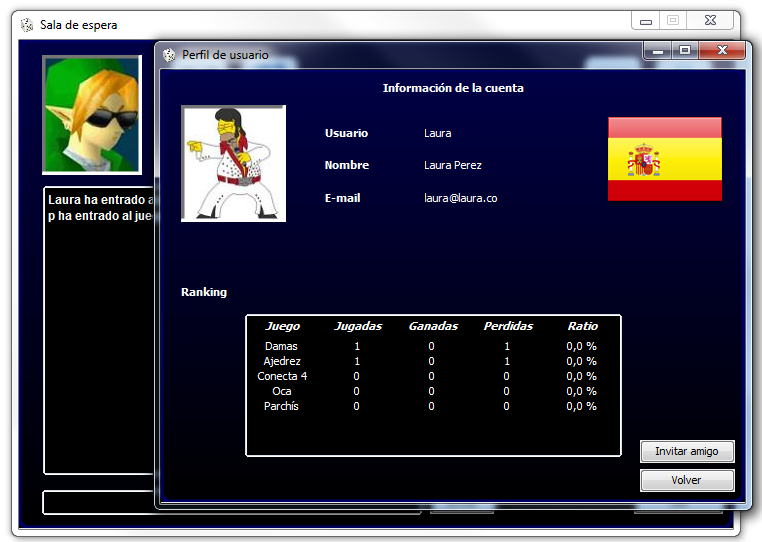 Sala de espera
Perfil de usuario
Información de la cuenta
Usuario Laura
Nombre Laura Perez
E-mail laura@laura.co
Laura ha entrado a
p ha entrado al jue
Ranking
Juego Jugadas Ganadas Perdidas Ratio
Damas 1 0 1 0,0 %
Ajedrez 1 0 1 0,0 %
Conecta 4 0 0 0 0,0 %
Oca 0 0 0 0,0 %
Parchís 0 0 0 0,0 %
Invitar amigo
Volver